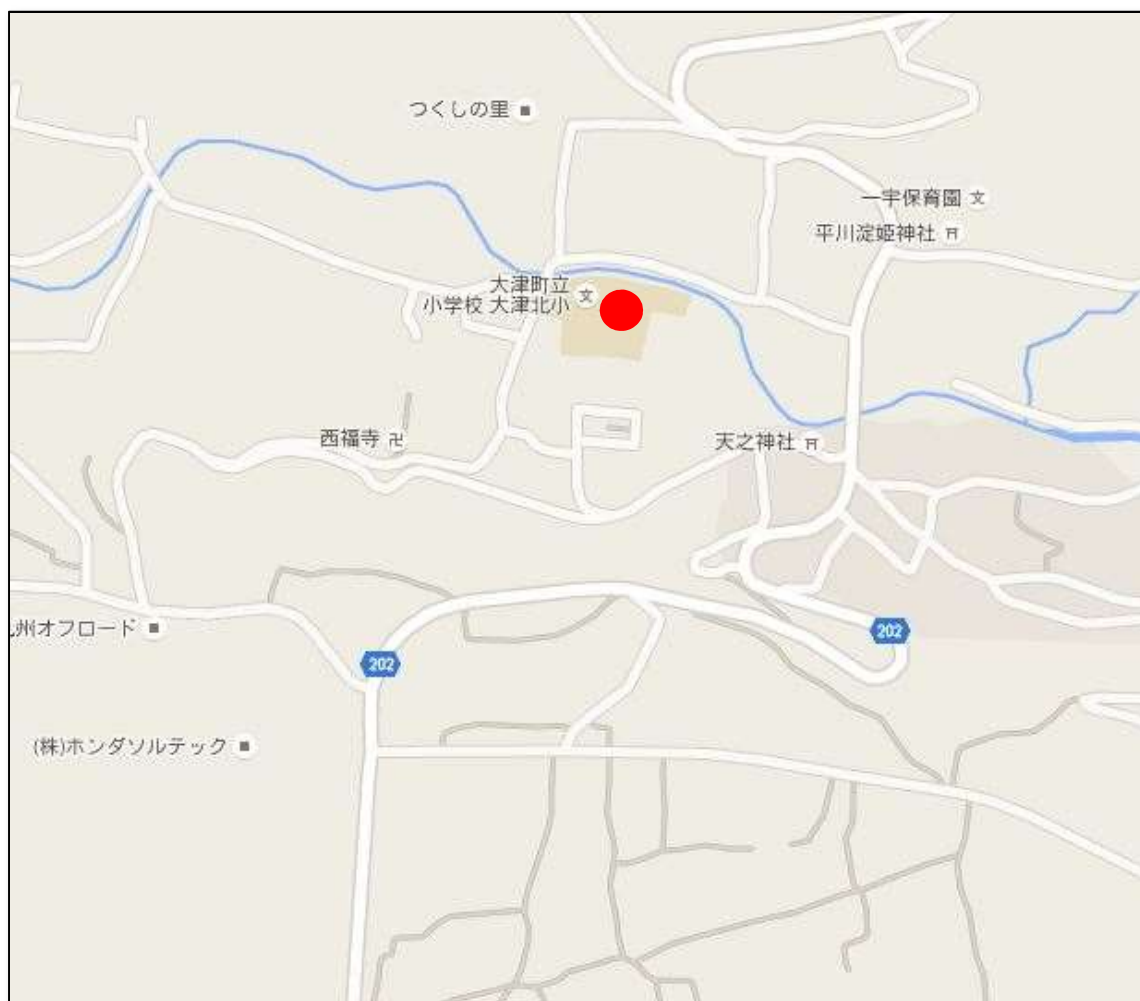 つくしの里
一宇保育園
平川淀姫神社
大津町立
小学校 大津北小
西福寺
天之神社
州オフロード
202
202
(株)ホンダソルテック